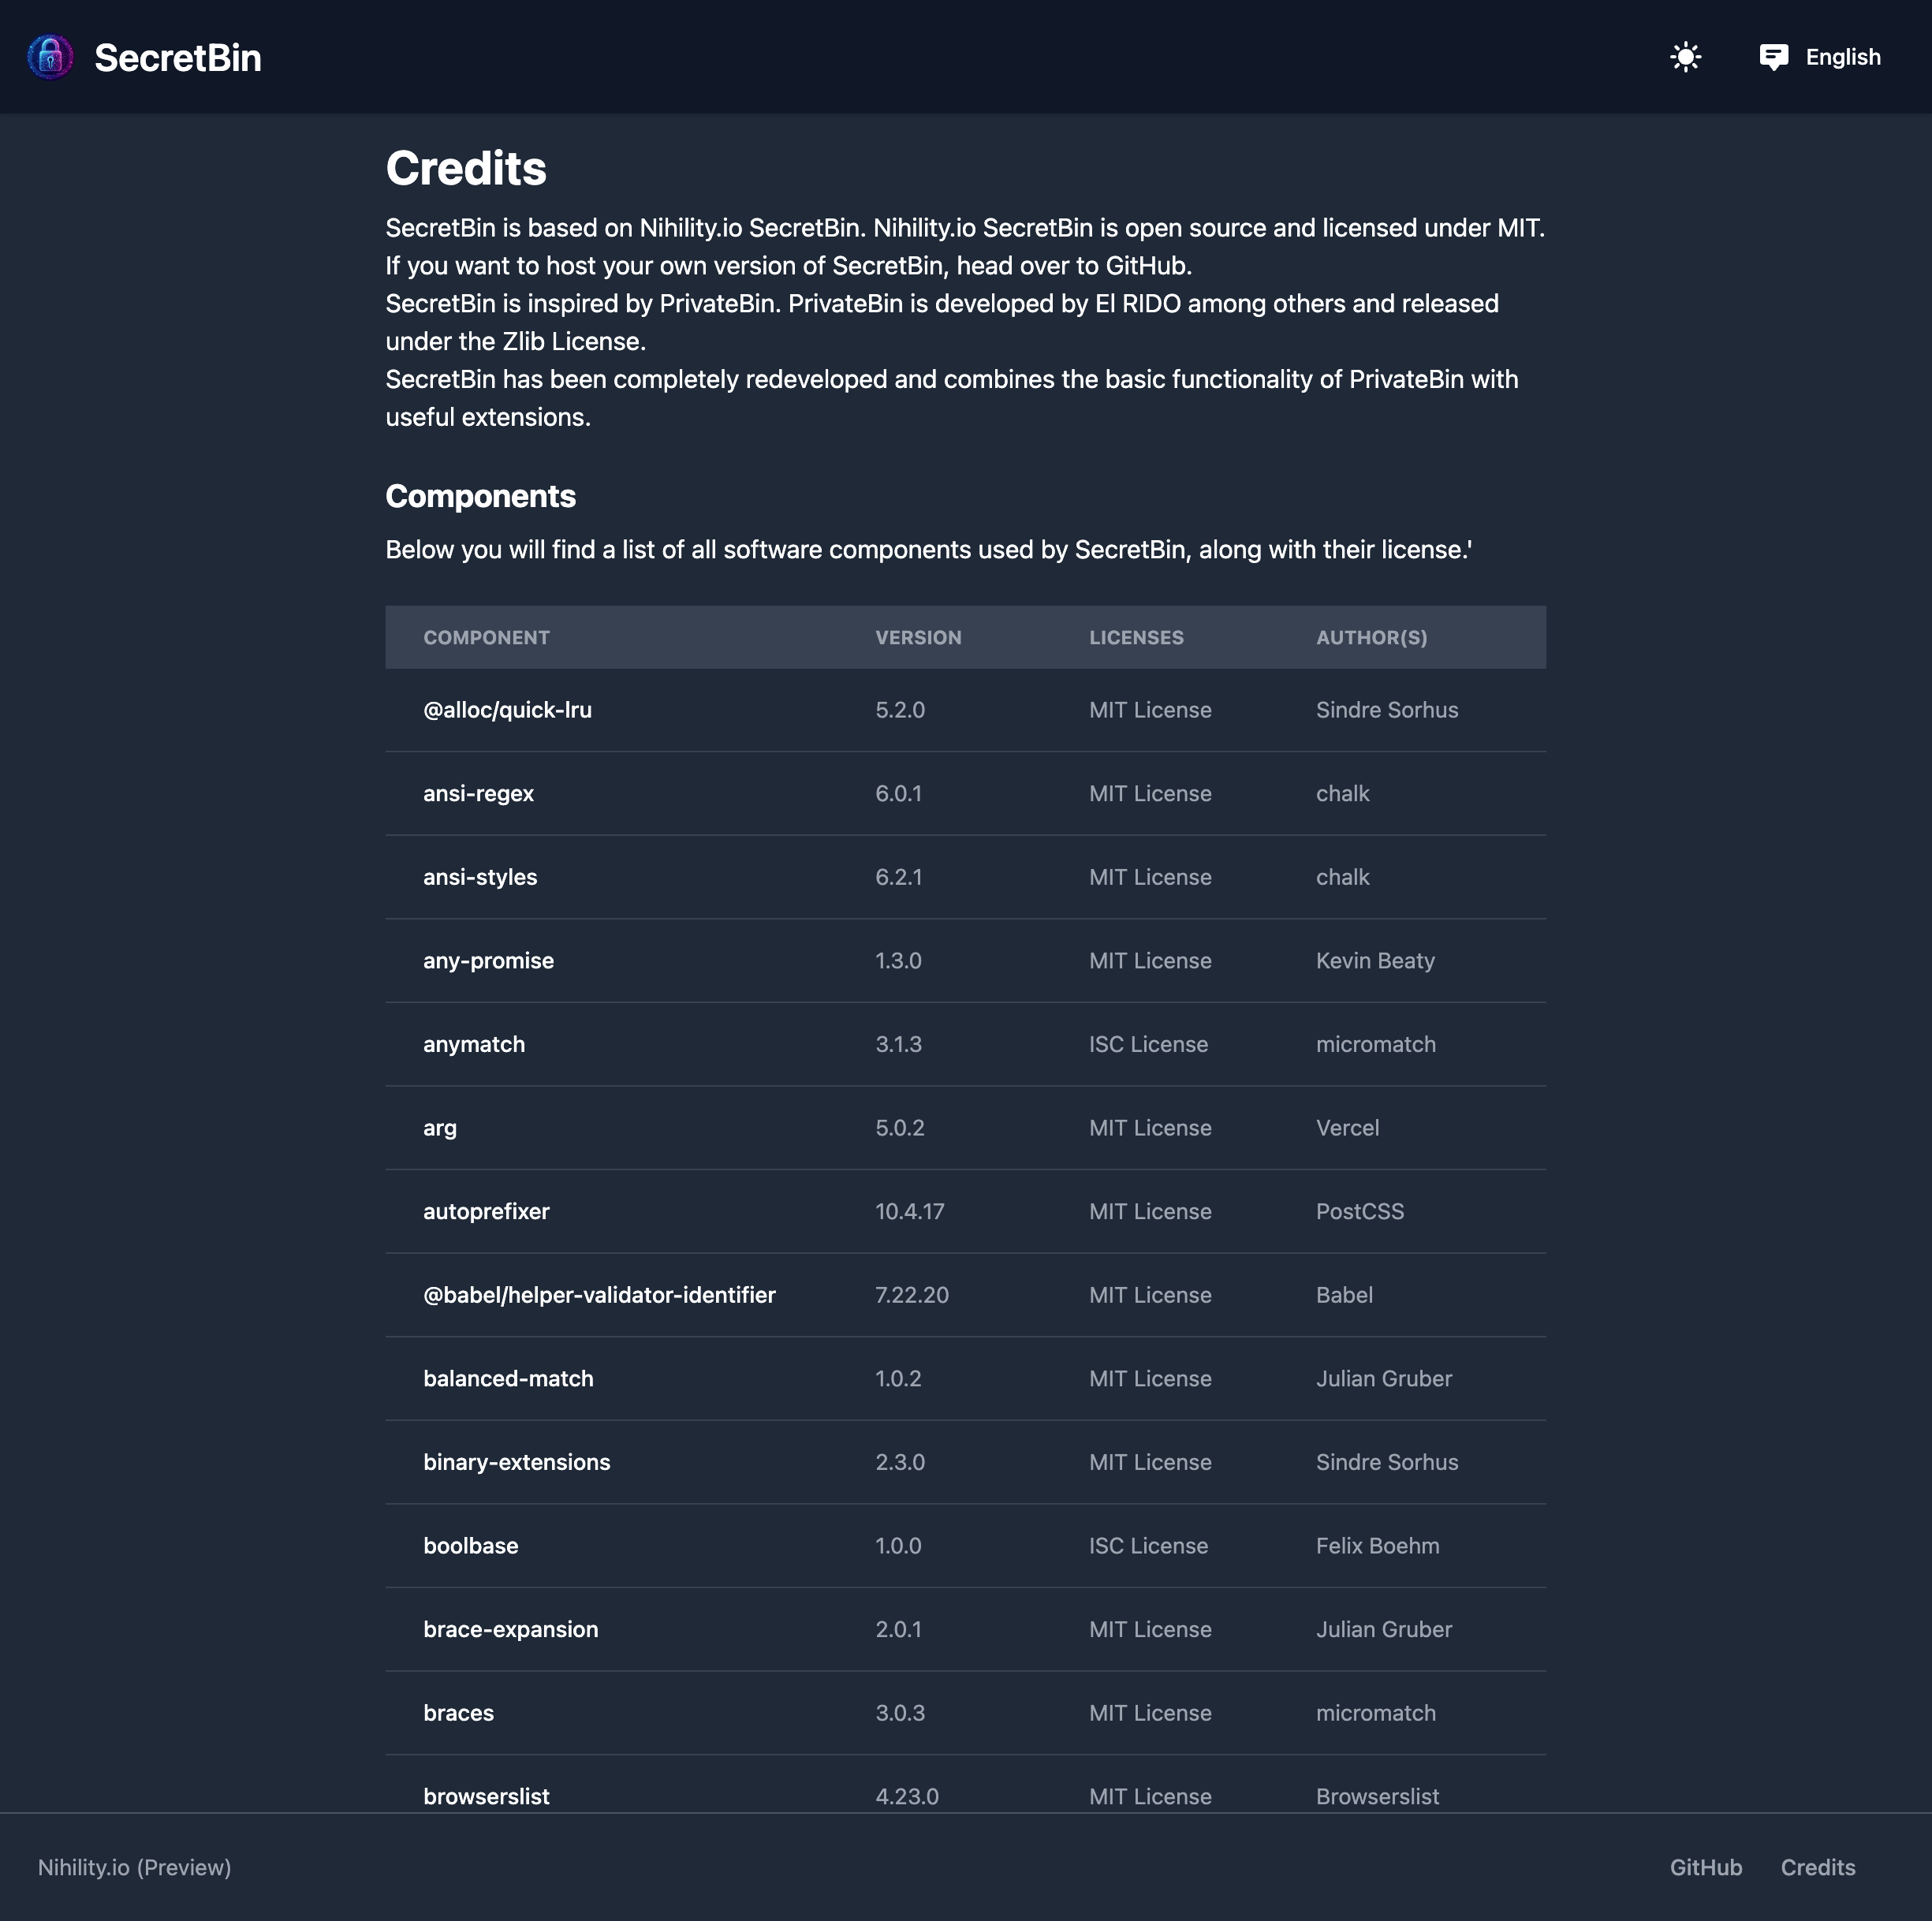 SecretBin
English
Credits
SecretBin is based on Nihility.io SecretBin. Nihility.io SecretBin is open source and licensed under MIT.
If you want to host your own version of SecretBin, head over to GitHub.
SecretBin is inspired by PrivateBin. PrivateBin is developed by El RIDO among others and released
under the Zlib License.
SecretBin has been completely redeveloped and combines the basic functionality of PrivateBin with
useful extensions.
Components
Below you will find a list of all software components used by SecretBin, along with their license.'
COMPONENT VERSION LICENSES AUTHOR(S)
@alloc/quick-lru 5.2.0 MIT License Sindre Sorhus
ansi-regex 6.0.1 MIT License chalk
ansi-styles 6.2.1 MIT License chalk
any-promise 1.3.0 MIT License Kevin Beaty
anymatch 3.1.3 ISC License micromatch
arg 5.0.2 MIT License Vercel
autoprefixer 10.4.17 MIT License PostCSS
@babel/helper-validator-identifier 7.22.20 MIT License Babel
balanced-match 1.0.2 MIT License Julian Gruber
binary-extensions 2.3.0 MIT License Sindre Sorhus
boolbase 1.0.0 ISC License Felix Boehm
brace-expansion 2.0.1 MIT License Julian Gruber
braces 3.0.3 MIT License micromatch
browserslist 4.23.0 MIT License Browserslist
Nihility.io (Preview)
GitHub Credits